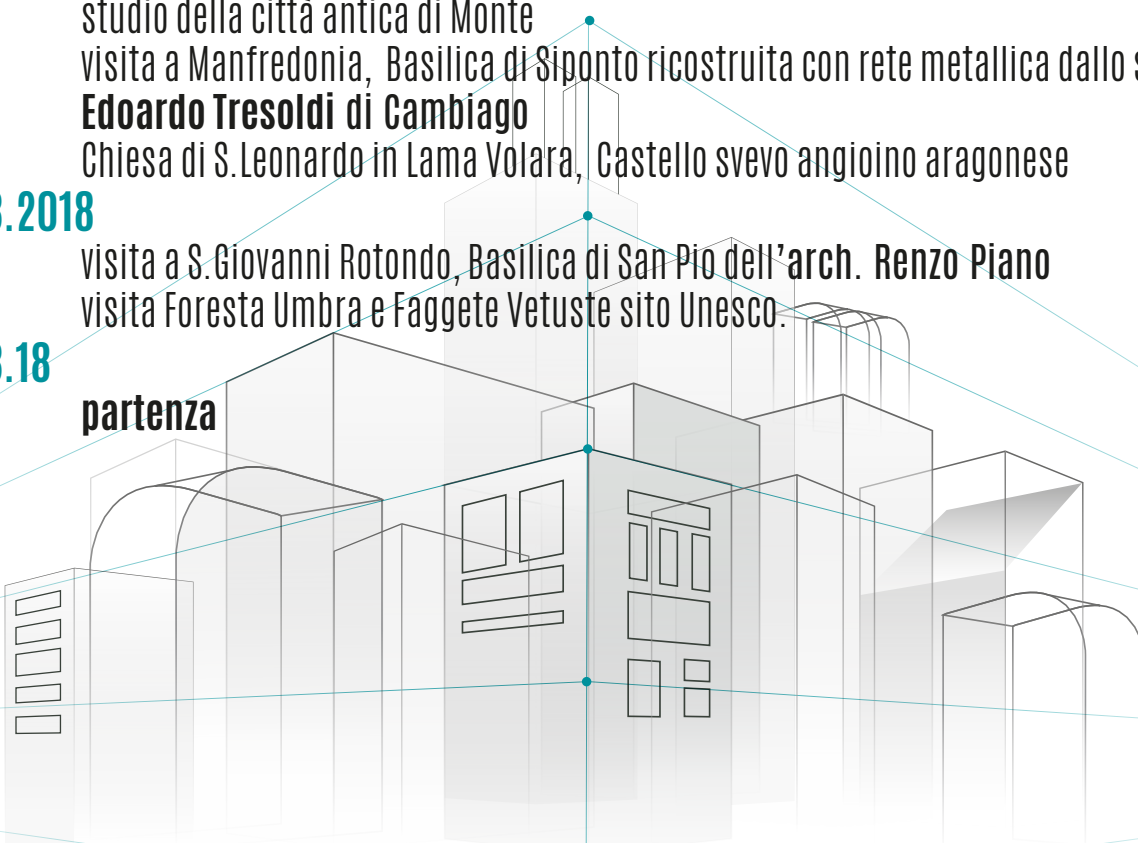 studio della città antica di Monte
visita a Manfredonia, Basilica di Siponto ricostruita con rete metallica dallo
Edoardo Tresoldi di Cambiago
Chiesa di S.Leonardo in Lama Volara, Castello svevo angioino aragonese
.2018
visita a S.Giovanni Rotondo, Basilica di San Pio dell'arch. Renzo Piano
visita Foresta Umbra e Faggete Vetuste sito Unesco.
.18
partenza